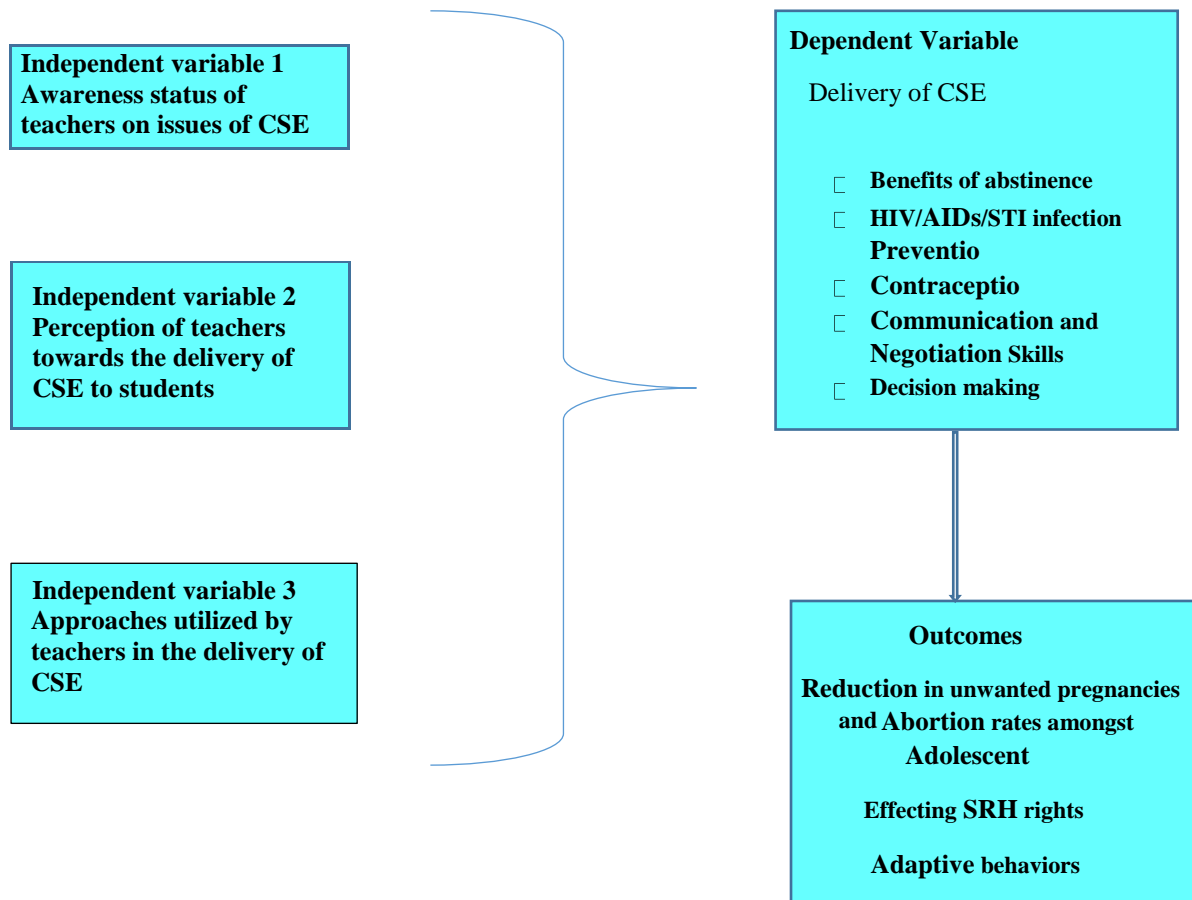 Independent variable 1
Awareness status of
teachers on issues of CSE
Independent variable 2
Perception of teachers
towards the delivery of
CSE to students
Independent variable 3
Approaches utilized by
teachers in the delivery of
CSE
Dependent Variable
Delivery of CSE
Benefits of abstinence
HIV/AIDs/STI infection
Preventio
Contraceptio
Communication and
Negotiation Skills
Decision making
Outcomes
Reduction in unwanted pregnancies
and Abortion rates amongst
Adolescent
Effecting SRH rights
Adaptive behaviors